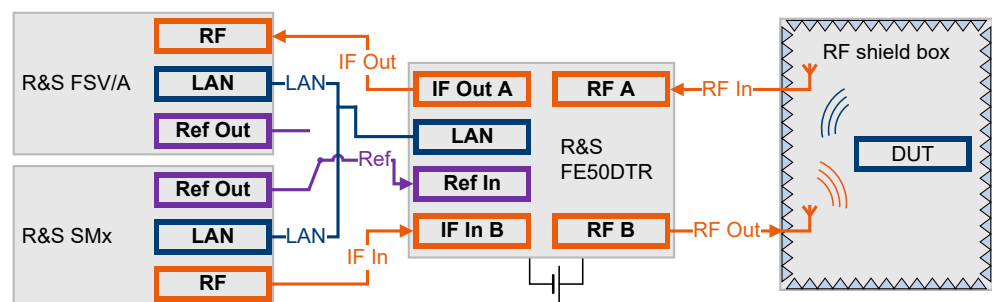 R&S FSV/A
RF
LAN
Ref Out
R&S SMx
Ref Out
LAN
RF
IF Out
LAN
Ref
LAN
IF In
IF Out A
LAN
Ref In
IF In B
RF A
R&S
FE50DTR
RF B
RF In
RF Out
RF shield box
DUT